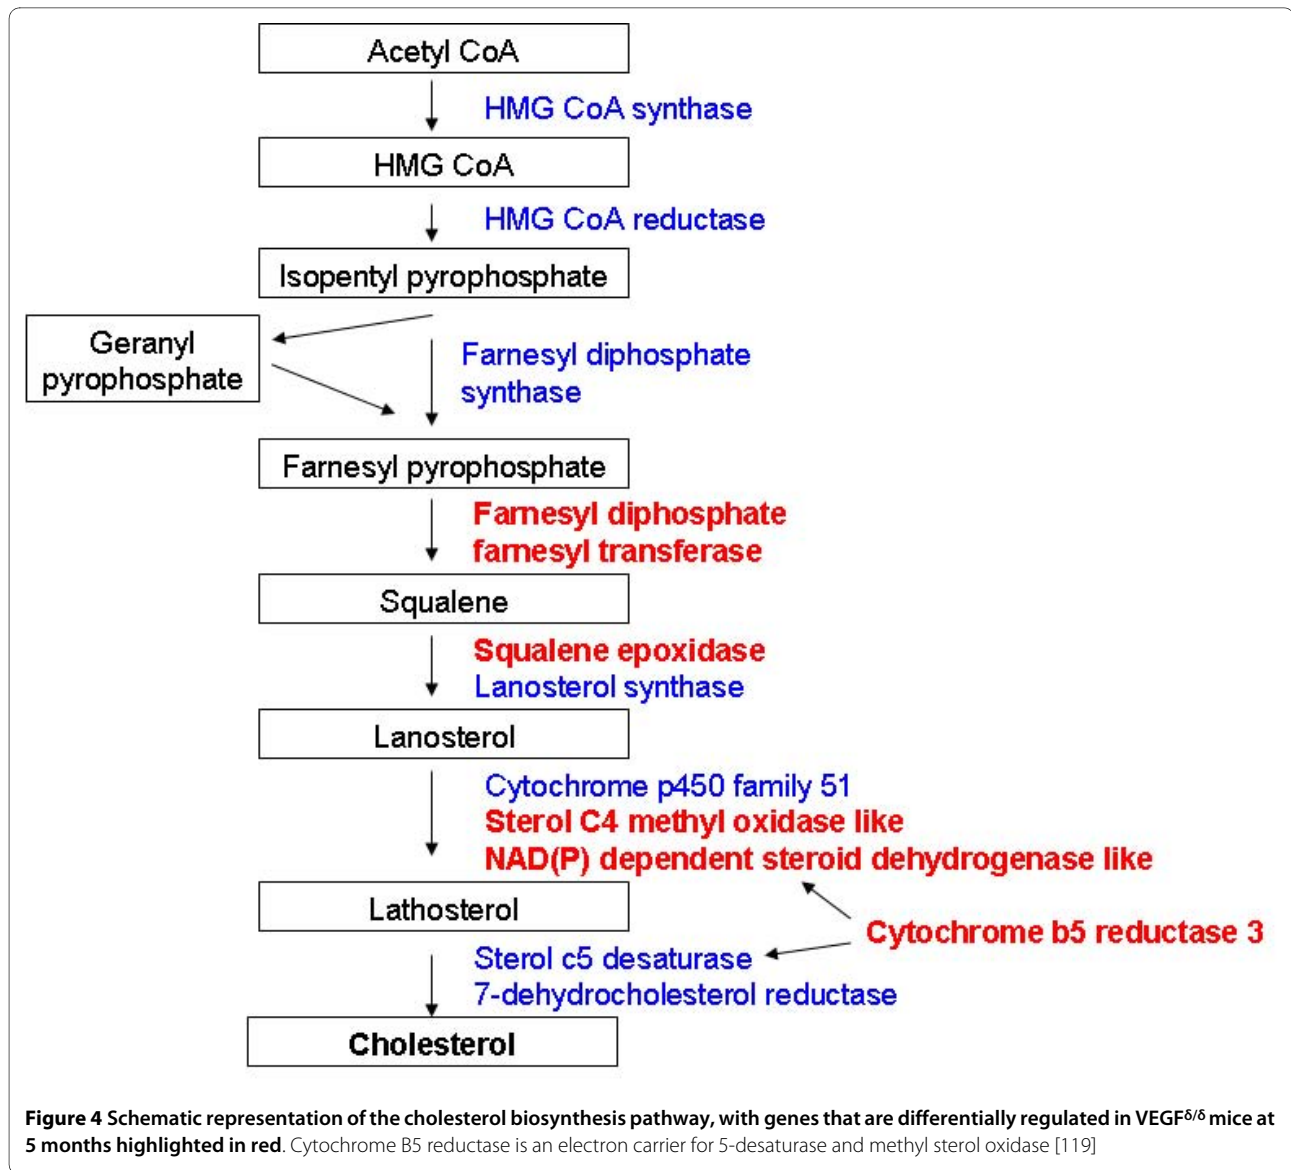 Acetyl CoA
HMG CoA synthase
HMG CoA
HMG CoA reductase
Isopentyl pyrophosphate
Geranyl
pyrophosphate
Farnesyl diphosphate
synthase
Farnesyl pyrophosphate
Farnesyl diphosphate
farnesyl transferase
Squalene
Squalene epoxidase
Lanosterol synthase
Lanosterol
Cytochrome p450 family 51
Sterol C4 methyl oxidase like
NAD(P) dependent steroid dehydrogenase like
Lathosterol
Cytochrome b5 reductase 3
Sterol c5 desaturase
7-dehydrocholesterol reductase
Cholesterol
Figure 4 Schematic representation of the cholesterol biosynthesis pathway, with genes that are differentially regulated in VEGFδ/δ mice at
5 months highlighted in red. Cytochrome B5 reductase is an electron carrier for 5-desaturase and methyl sterol oxidase [119]